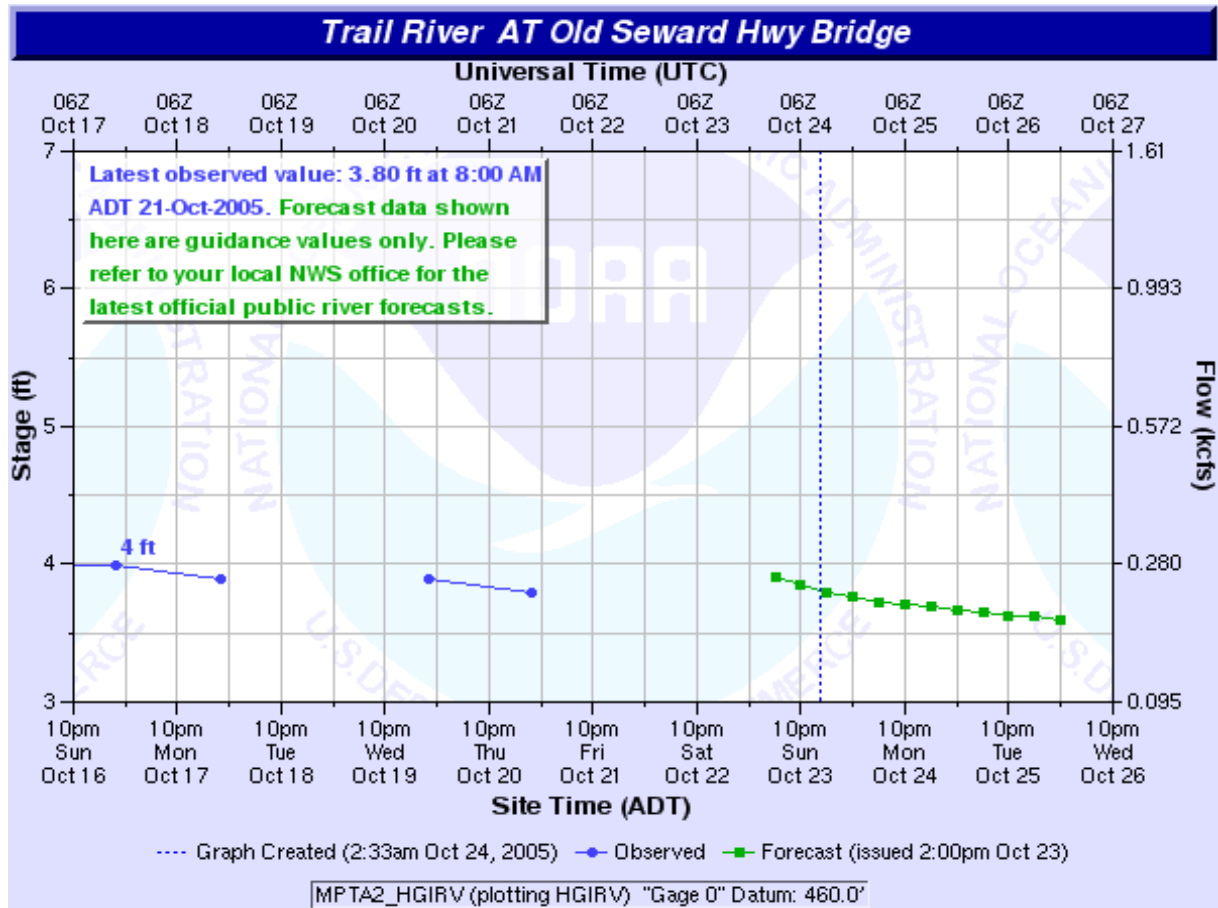 Trail River AT Old Seward Hwy Bridge
Universal Time (UTC)
06Z 06Z 06Z 06Z 06Z 06Z 06Z 06Z 06Z 06Z 06Z
Oct 17 Oct 18 Oct 19 Oct 20 Oct 21 Oct 22 Oct 23 Oct 24 Oct 25 Oct 26 Oct 27
7 1.61
Latest observed value: 3.80 ft at 8:00 AM
ADT 21-Oct-2005. Forecast data shown
here are guidance values only. Please
refer to your local NWS office for the
latest official public river forecasts.
6 0.993
5 0.572
4 0.280
3 0.095
Stage (ft)
Flow (kcfs)
4 ft
NOAA
NATIONAL OCEANIC
NATIONAL
MINISTRATION
U.S.DE
MERCE
10pm 10pm 10pm 10pm 10pm 10pm 10pm 10pm 10pm 10pm 10pm
Sun Mon Tue Wed Thu Fri Sat Sun Mon Tue Wed
Oct 16 Oct 17 Oct 18 Oct 19 Oct 20 Oct 21 Oct 22 Oct 23 Oct 24 Oct 25 Oct 26
Site Time (ADT)
Graph Created (2:33am Oct 24, 2005) Observed Forecast (issued 2:00pm Oct 23)
MPTA2_HGIRV (plotting HGIRV) "Gage 0" Datum: 460.0'